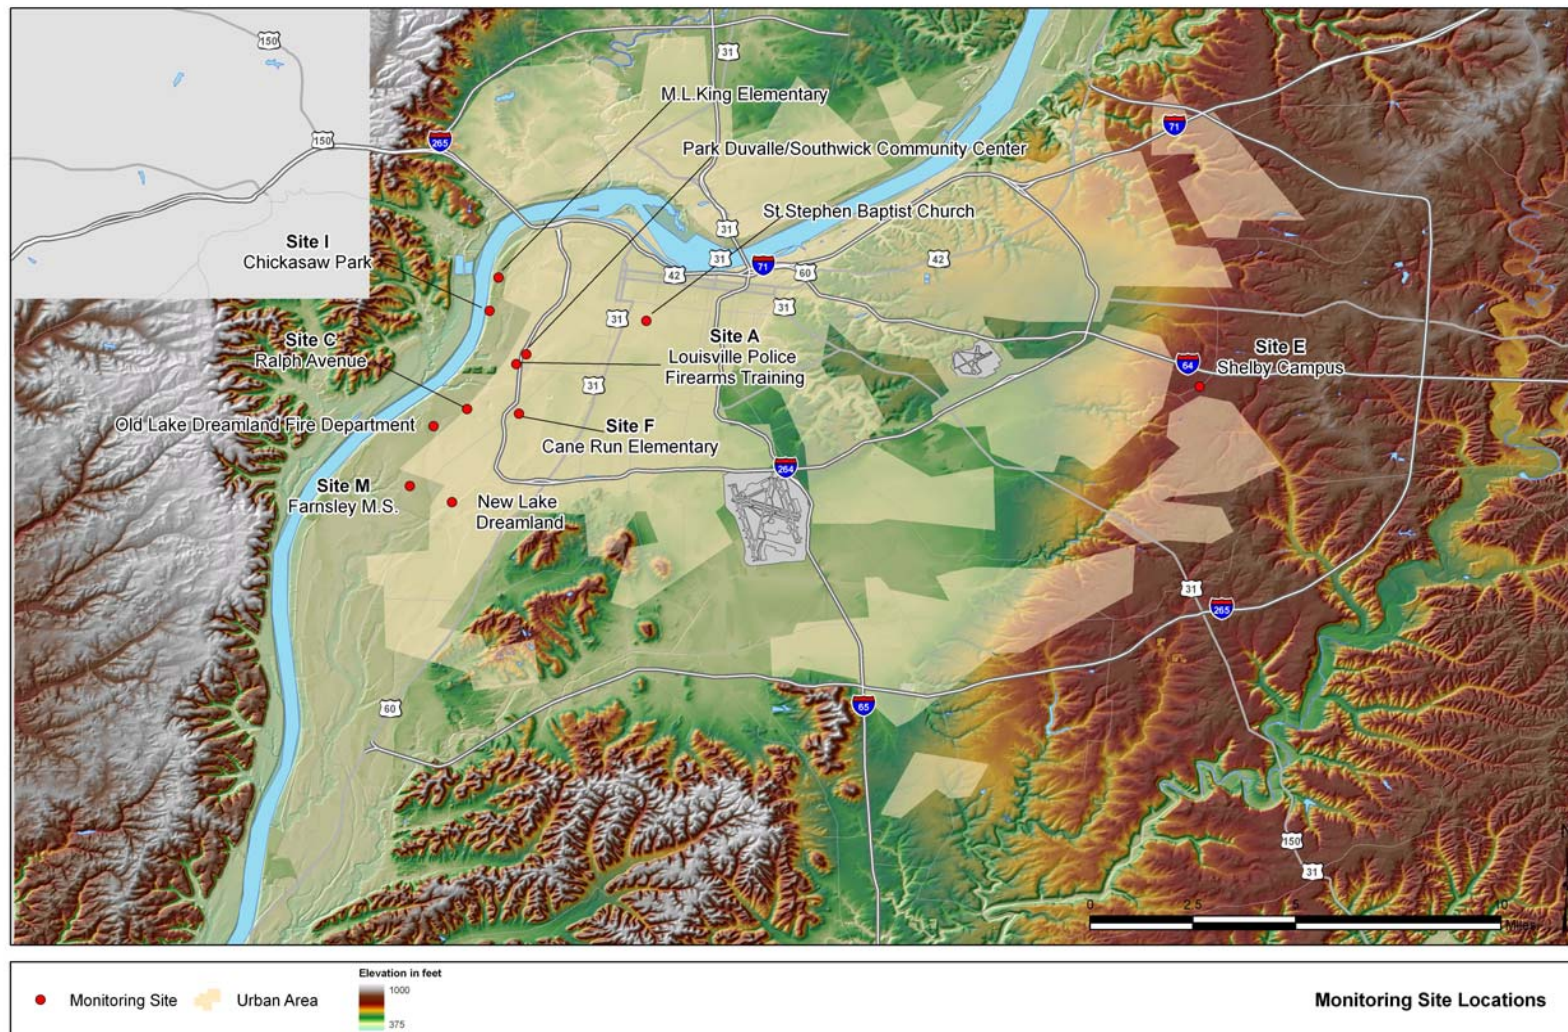 150
31
M.L.King Elementary
71
265
150
Park Duvalle/Southwick Community Center
St.Stephen Baptist Church
31
Site I
Chickasaw Park
31
71
42
60
42
31
31
Site C
Ralph Avenue
Site A
Louisville Police
Firearms Training
Site E
Shelby Campus
64
31
Old Lake Dreamland Fire Department
Site F
Cane Run Elementary
264
Site M
Farnsley M.S.
New Lake
Dreamland
31
265
60
65
150
31
0 2.5 5 10
Miles
Monitoring Site
Urban Area
Elevation in feet
1000
375
Monitoring Site Locations